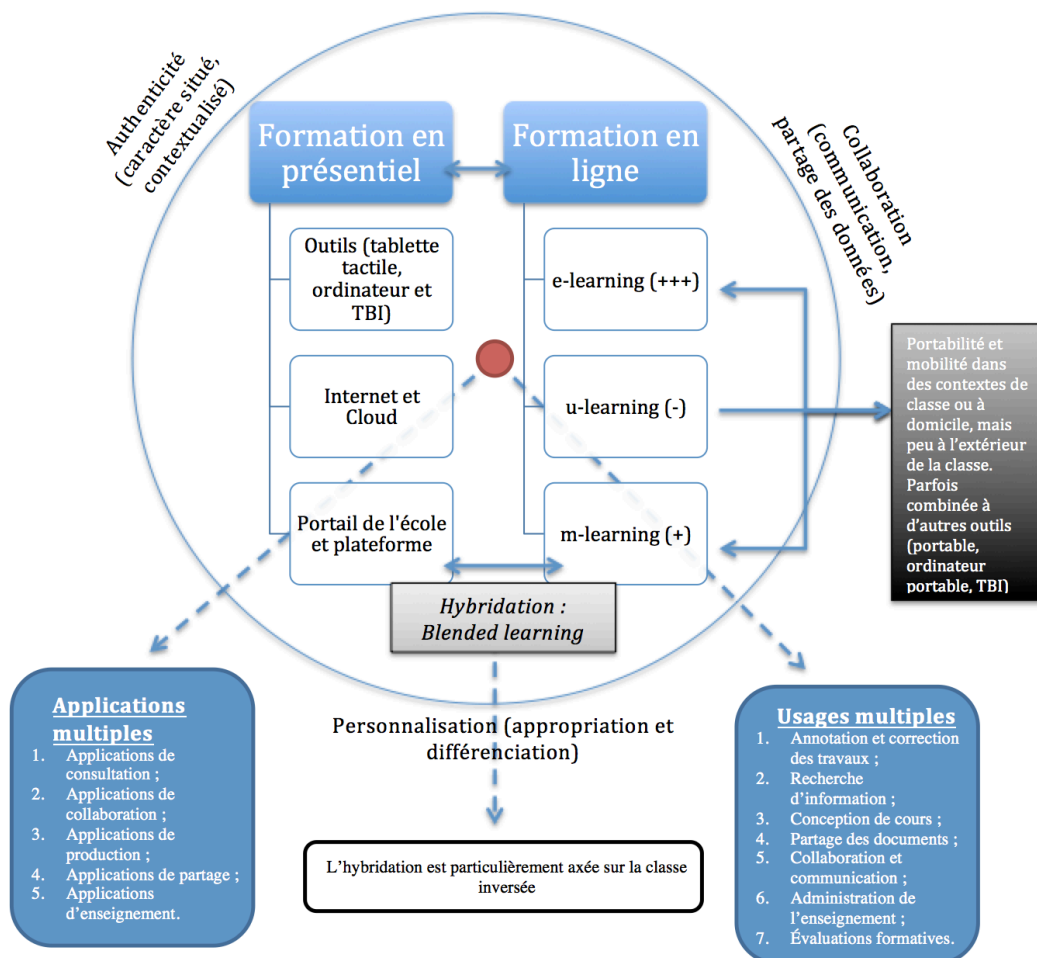 Authenticité
(caractère situé,
contextualisé)
Formation en
présentiel
Formation en
ligne
Collaboration
(communication,
partage des données)
Outils (tablette
tactile,
ordinateur et
TBI)
e-learning (+++)
Internet et
Cloud
u-learning (-)
Portail de l'école
et plateforme
m-learning (+)
Portabilité et
mobilité dans
des contextes de
classe ou à
domicile, mais
peu à l’extérieur
de la classe.
Parfois
combinée à
d’autres outils
(portable,
ordinateur
portable, TBI)
Hybridation :
Blended learning
Applications
multiples
1. Applications de
consultation ;
2. Applications de
collaboration ;
3. Applications de
production ;
4. Applications de partage ;
5. Applications
d’enseignement.
Personnalisation (appropriation et
différenciation)
L’hybridation est particulièrement axée sur la classe
inversée
Usages multiples
1. Annotation et correction
des travaux ;
2. Recherche
d’information ;
3. Conception de cours ;
4. Partage des documents ;
5. Collaboration et
communication ;
6. Administration de
l’enseignement ;
7. Évaluations formatives.